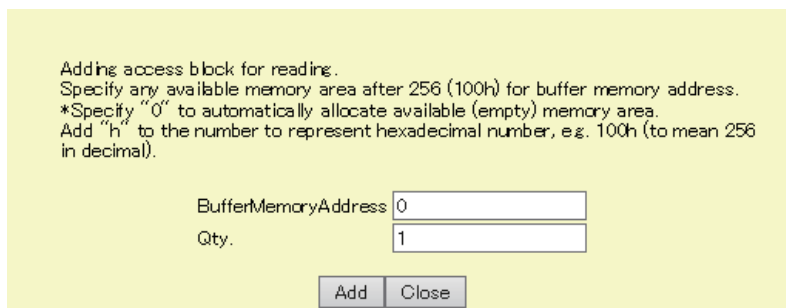 Adding access block for reading.
Specify any available memory area after 256 (100h) for buffer memory address.
*Specify "0" to automatically allocate available (empty) memory area.
Add "h" to the number to represent hexadecimal number, e.g. 100h (to mean 256
in decimal).
BufferMemoryAddress 0
Qty. 1
Add Close